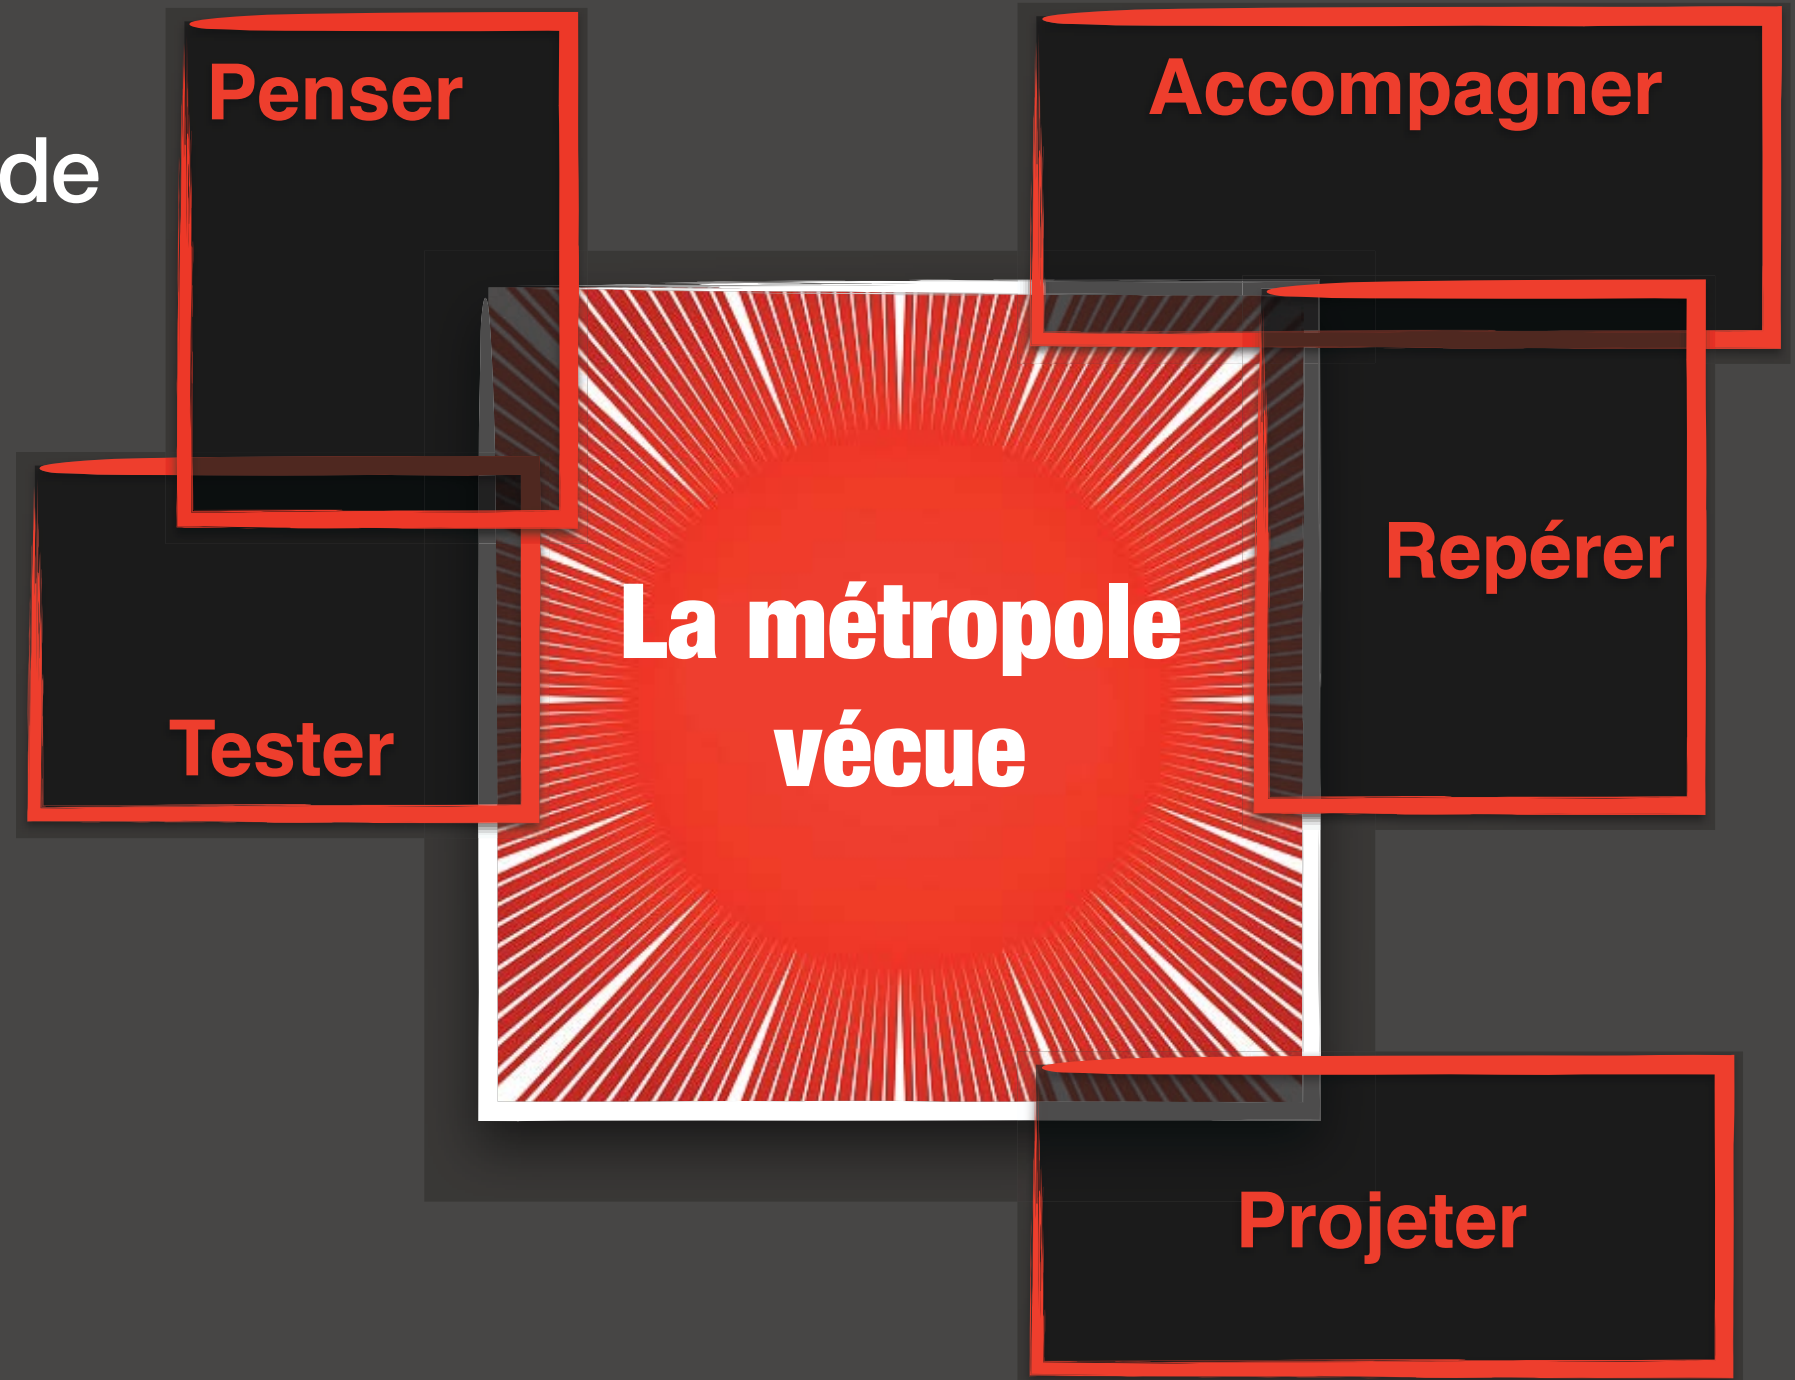 Penser
Accompagner
de
Repérer
La métropole
vécue
Tester
Projeter